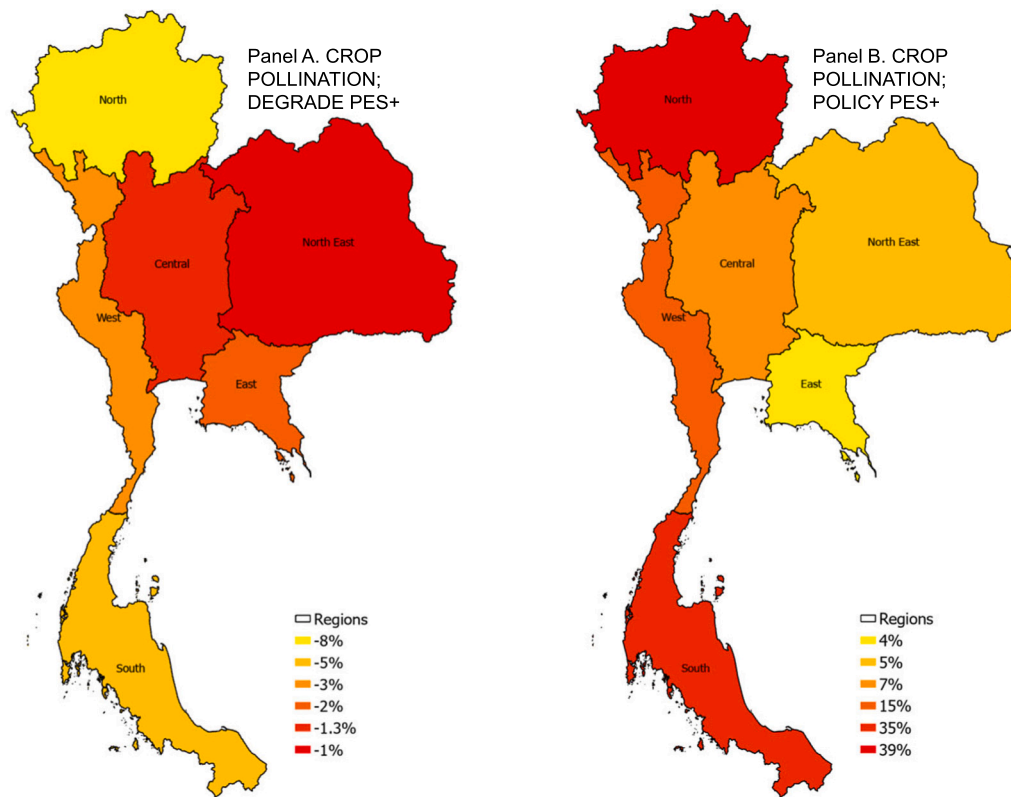 Panel A. CROP
POLLINATION;
DEGRADE PES+
North
North East
Central
West
East
South
Regions
-8%
-5%
-3%
-2%
-1.3%
-1%
Panel B. CROP
POLLINATION;
POLICY PES+
North
North East
Central
West
East
South
Regions
4%
5%
7%
15%
35%
39%